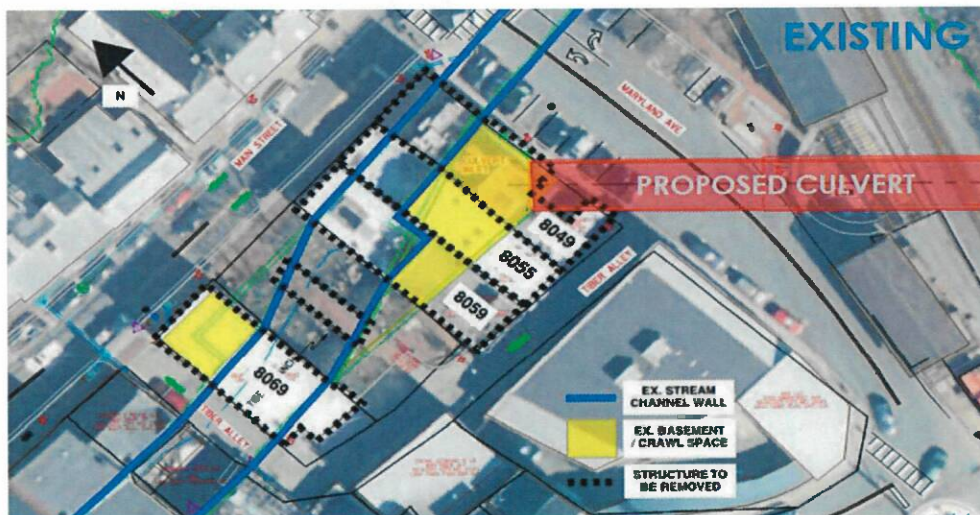 EXISTING
N
MAIN STREET
MARYLAND AVE
PROPOSED CULVERT
8049
8055
8059
TIBER ALLEY
8069
TIBER ALLEY
EX. STREAM
CHANNEL WALL
EX. BASEMENT
/ CRAWL SPACE
STRUCTURE TO
BE REMOVED